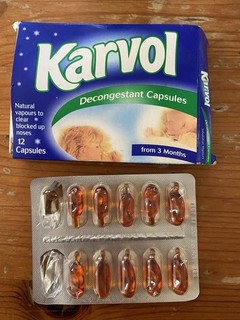 Karvol
Decongestant Capsules
Natural
vapours to
clear
blocked up
noses
12
Capsules
from 3 Months
Karvol